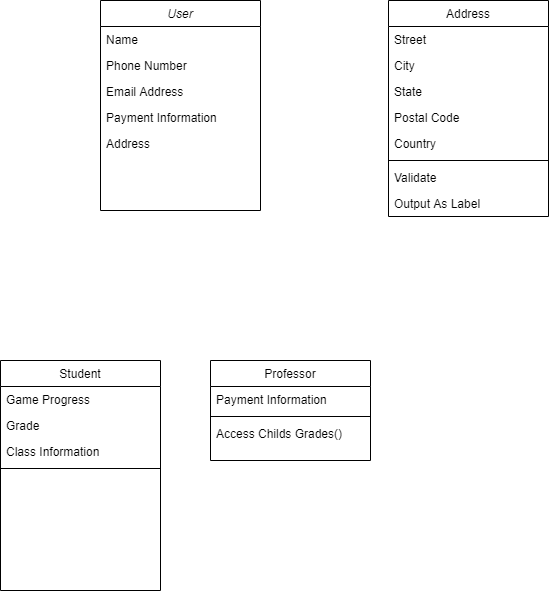 User
Name
Phone Number
Email Address
Payment Information
Address
Address
Street
City
State
Postal Code
Country
Validate
Output As Label
Student
Game Progress
Grade
Class Information
Professor
Payment Information
Access Childs Grades()